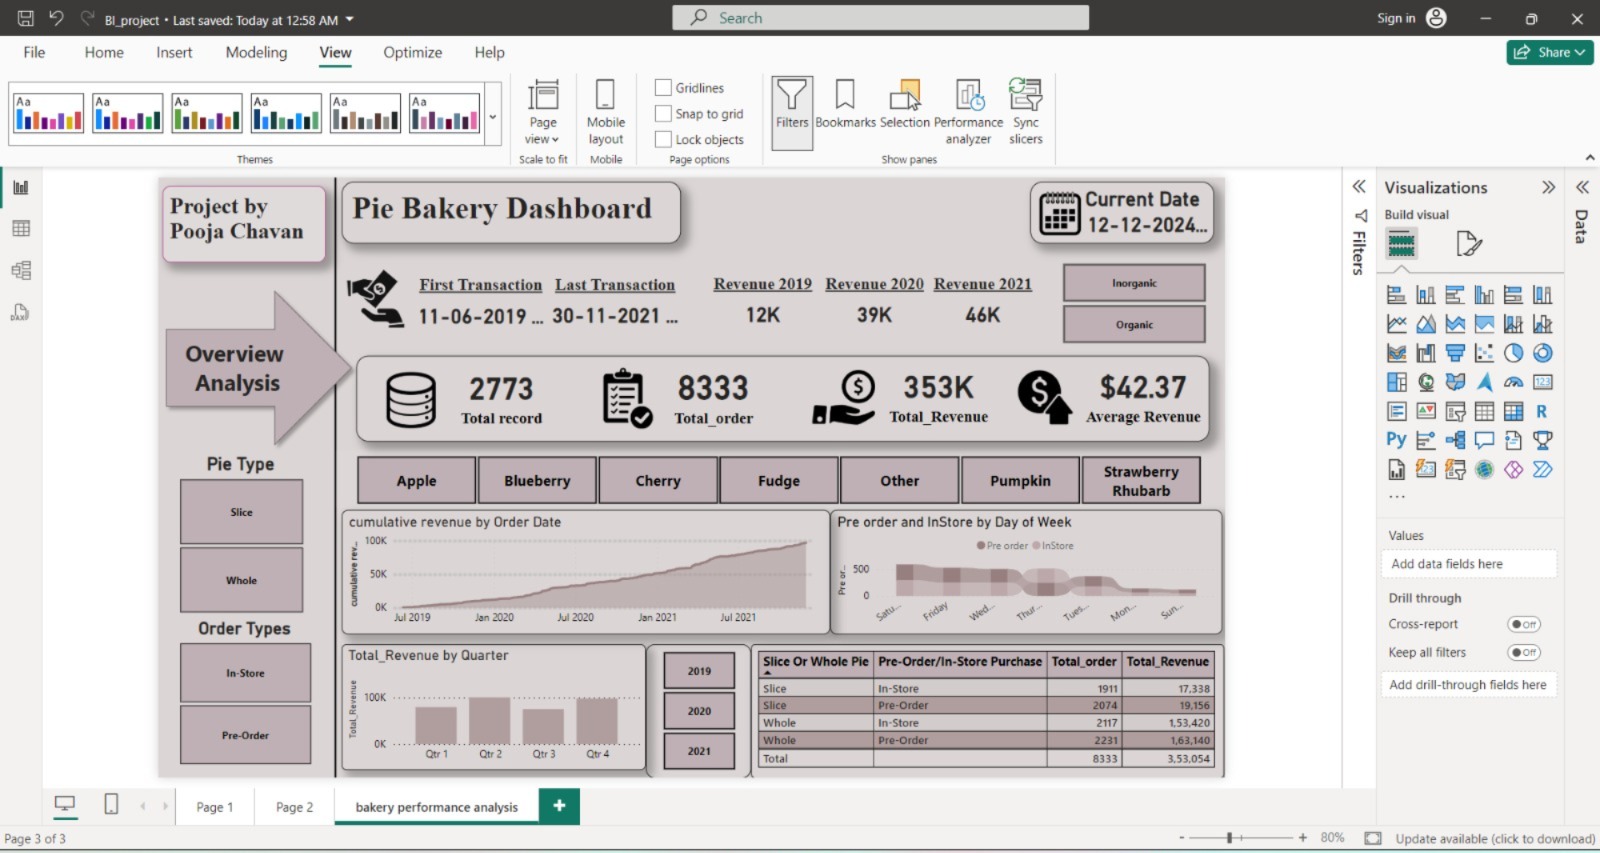 BI_project • Last saved: Today at 12:58 AM
Search
Sign in
File Home Insert Modeling View Optimize Help
Share
Aa Aa Aa Aa Aa Aa
Themes
Page view
Scale to fit
Mobile layout
Mobile
Gridlines
Snap to grid
Lock objects
Page options
Filters
Bookmarks
Selection
Performance analyzer
Sync slicers
Show panes
Project by
Pooja Chavan
Pie Bakery Dashboard
Current Date
12-12-2024...
First Transaction Last Transaction Revenue 2019 Revenue 2020 Revenue 2021
11-06-2019 ... 30-11-2021 ... 12K 39K 46K
Inorganic
Organic
Overview
Analysis
2773 8333 353K $42.37
Total record Total_order Total_Revenue Average Revenue
Pie Type
Slice
Whole
Order Types
In-Store
Pre-Order
Apple Blueberry Cherry Fudge Other Pumpkin Strawberry Rhubarb
cumulative revenue by Order Date
cumulative rev...
100K
50K
0K
Jul 2019 Jan 2020 Jul 2020 Jan 2021 Jul 2021
Pre order and InStore by Day of Week
Pre order InStore
Pre or...
500
0
Satu... Friday Wed... Thur... Tues... Mon... Sun...
Total_Revenue by Quarter
Total_Revenue
100K
0K
Qtr 1 Qtr 2 Qtr 3 Qtr 4
2019
2020
2021
Slice Or Whole Pie Pre-Order/In-Store Purchase Total_order Total_Revenue
Slice In-Store 1911 17,338
Slice Pre-Order 2074 19,156
Whole In-Store 2117 1,53,420
Whole Pre-Order 2231 1,63,140
Total 8333 3,53,054
Filters
Visualizations
Build visual
123
R
Py
123
...
Values
Add data fields here
Drill through
Cross-report Off
Keep all filters Off
Add drill-through fields here
Data
DAX
Page 1 Page 2 bakery performance analysis +
Page 3 of 3
- + 80%
Update available (click to download)